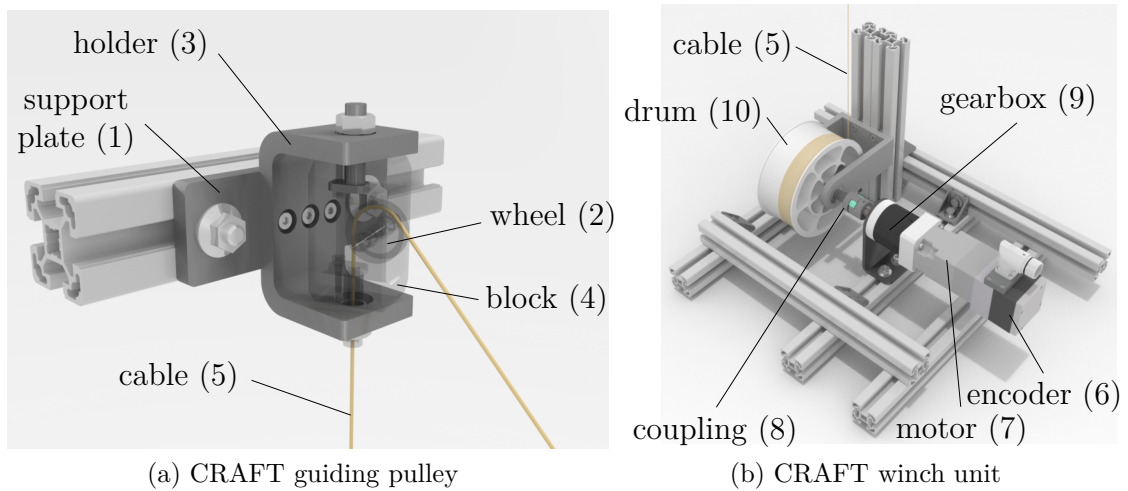 holder (3)
support
plate (1)
wheel (2)
block (4)
cable (5)
(a) CRAFT guiding pulley
cable (5)
gearbox (9)
drum (10)
encoder (6)
coupling (8)
motor (7)
(b) CRAFT winch unit